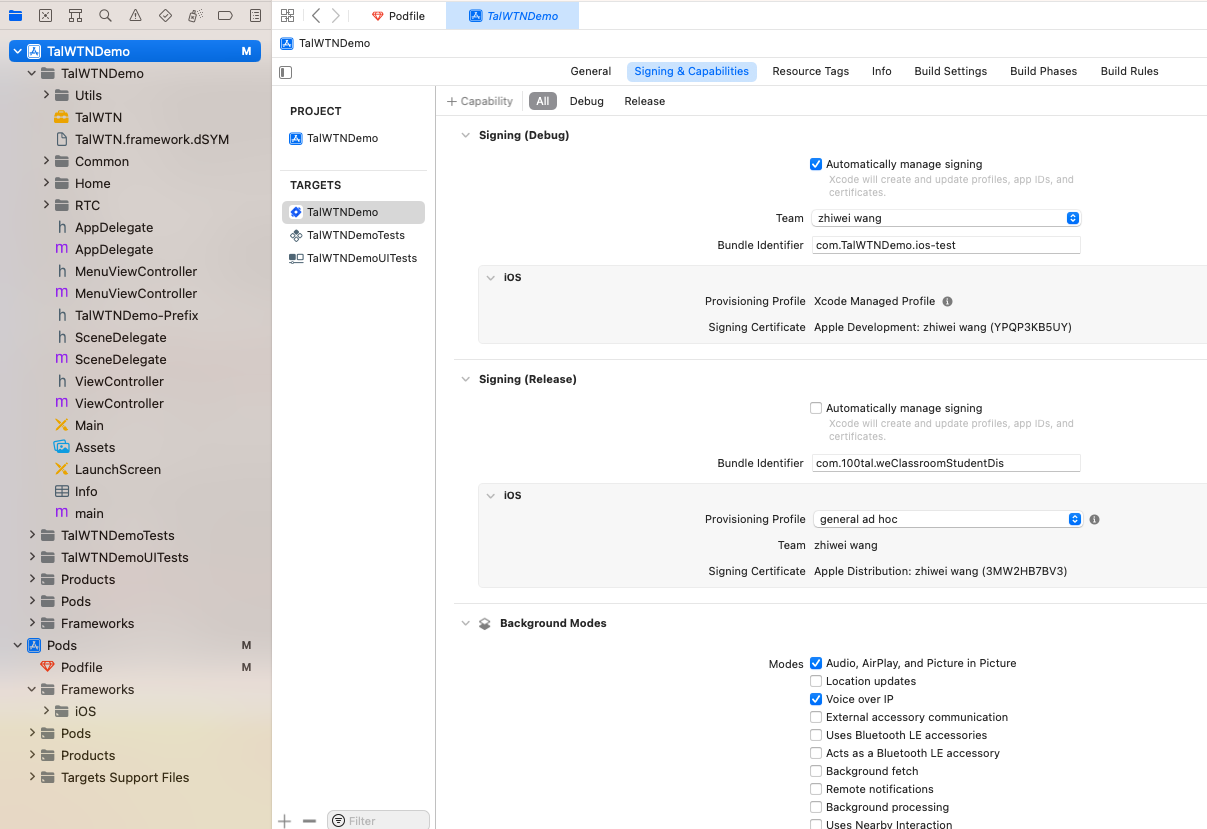 Podfile
TalWTNDemo
TalWTNDemo M
TalWTNDemo
TalWTNDemo
Utils
TalWTN
TalWTN.framework.dSYM
Common
Home
RTC
h AppDelegate
m AppDelegate
h MenuViewController
m MenuViewController
h TalWTNDemo-Prefix
h SceneDelegate
m SceneDelegate
h ViewController
m ViewController
Main
Assets
LaunchScreen
Info
m main
TalWTNDemoTests
TalWTNDemoUITests
Products
Pods
Frameworks
Pods M
Podfile M
Frameworks
iOS
Pods
Products
Targets Support Files
General Signing & Capabilities Resource Tags Info Build Settings Build Phases Build Rules
PROJECT
TalWTNDemo
TARGETS
TalWTNDemo
TalWTNDemoTests
TalWTNDemoUITests
Filter
+ Capability All Debug Release
Signing (Debug)
Automatically manage signing
Xcode will create and update profiles, app IDs, and
certificates.
Team zhiwei wang
Bundle Identifier com.TalWTNDemo.ios-test
iOS
Provisioning Profile Xcode Managed Profile
Signing Certificate Apple Development: zhiwei wang (YPQP3KB5UY)
Signing (Release)
Automatically manage signing
Xcode will create and update profiles, app IDs, and
certificates.
Bundle Identifier com.100tal.weClassroomStudentDis
iOS
Provisioning Profile general ad hoc
Team zhiwei wang
Signing Certificate Apple Distribution: zhiwei wang (3MW2HB7BV3)
Background Modes
Modes Audio, AirPlay, and Picture in Picture
Location updates
Voice over IP
External accessory communication
Uses Bluetooth LE accessories
Acts as a Bluetooth LE accessory
Background fetch
Remote notifications
Background processing
Uses Nearby Interaction